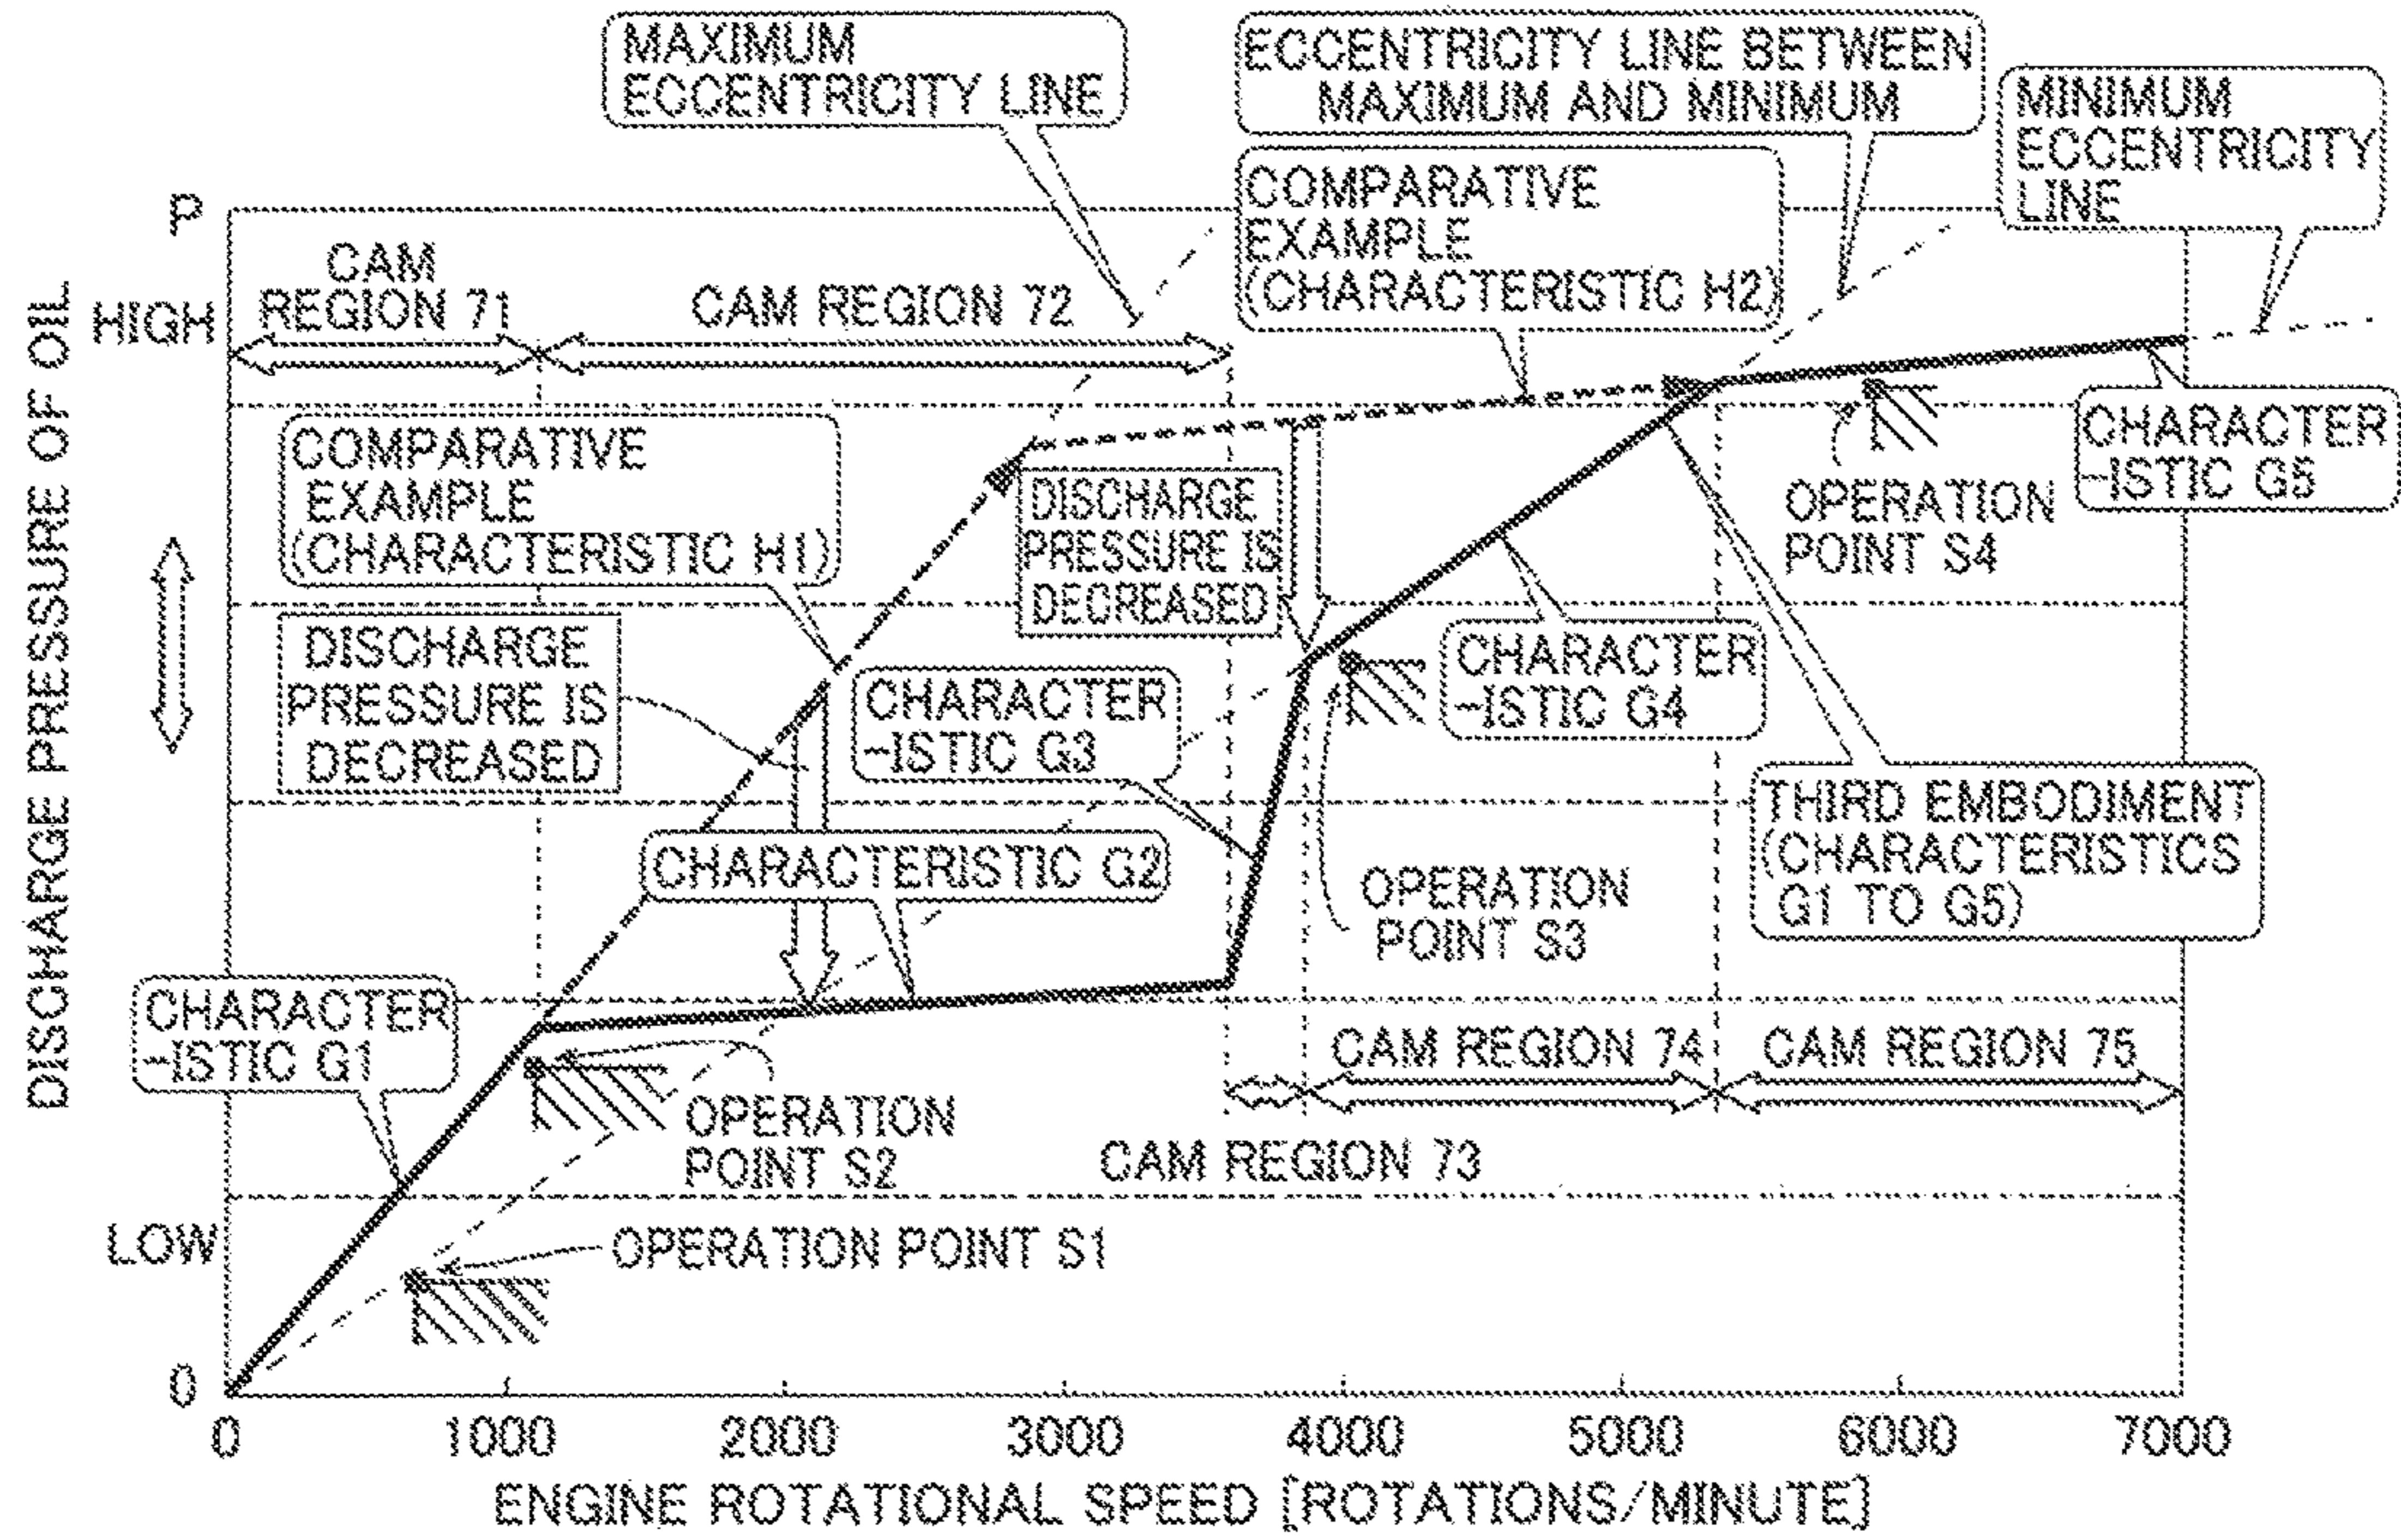 MAXIMUM
ECCENTRICITY LINE
ECCENTRICITY LINE BETWEEN
MAXIMUM AND MINIMUM
MINIMUM
ECCENTRICITY
LINE
COMPARATIVE
EXAMPLE
(CHARACTERISTIC H2)
P
HIGH
DISCHARGE PRESSURE OF OIL
LOW
0
CAM
REGION 71
CAM REGION 72
COMPARATIVE
EXAMPLE
(CHARACTERISTIC H1)
DISCHARGE
PRESSURE IS
DECREASED
DISCHARGE
PRESSURE IS
DECREASED
CHARACTER
-ISTIC G5
OPERATION
POINT S4
CHARACTER
-ISTIC G3
CHARACTER
-ISTIC G4
THIRD EMBODIMENT
(CHARACTERISTICS
G1 TO G5)
CHARACTERISTIC G2
OPERATION
POINT S3
CHARACTER
-ISTIC G1
CAM REGION 74
CAM REGION 75
OPERATION
POINT S2
CAM REGION 73
OPERATION POINT S1
0 1000 2000 3000 4000 5000 6000 7000
ENGINE ROTATIONAL SPEED [ROTATIONS/MINUTE]